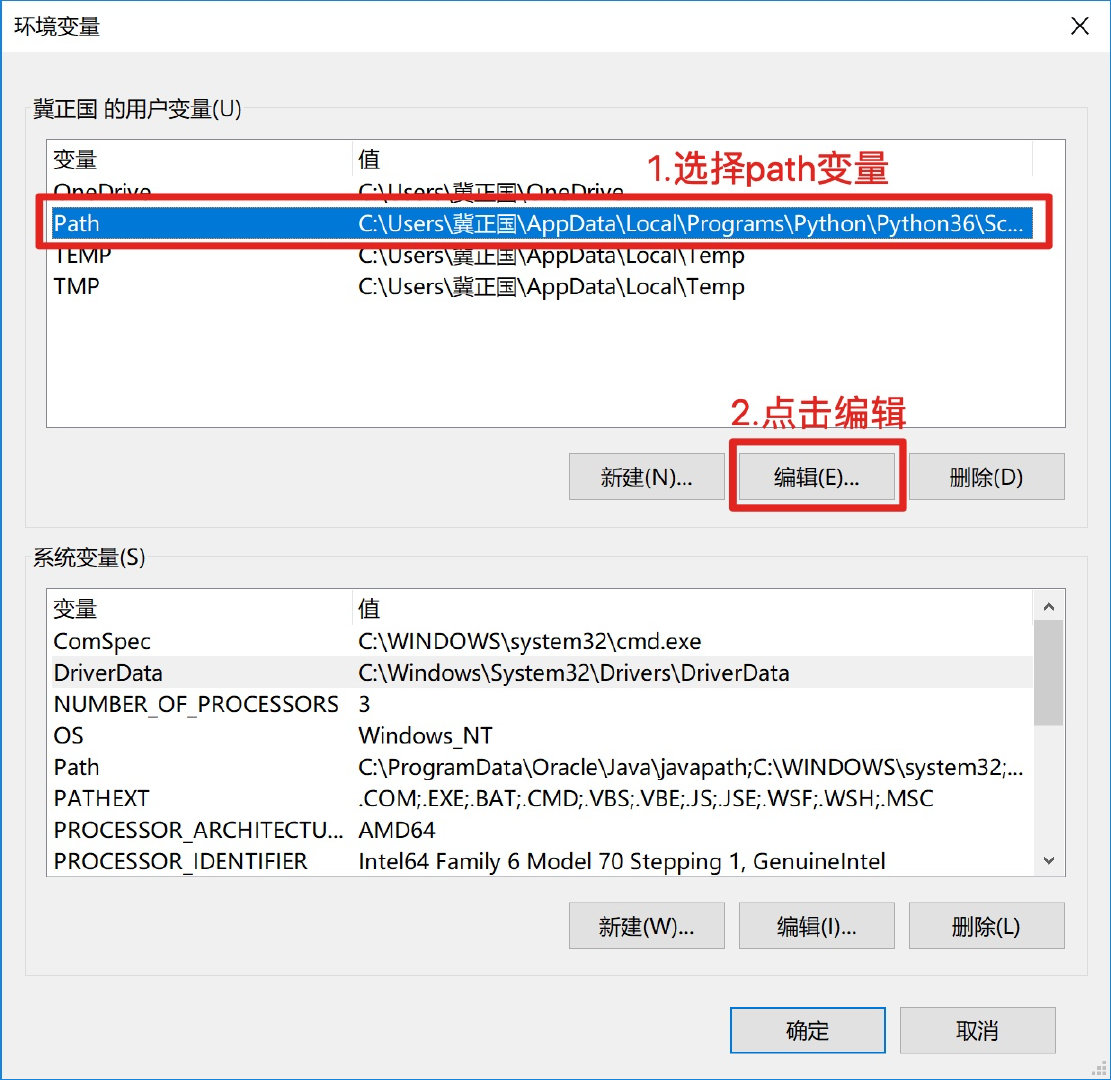 环境变量
冀正国 的用户变量(U)
变量 值
1.选择path变量
OneDrive C:\Users\冀正国\OneDrive
Path C:\Users\冀正国\AppData\Local\Programs\Python\Python36\Sc...
TEMP C:\Users\冀正国\AppData\Local\Temp
TMP C:\Users\冀正国\AppData\Local\Temp
2.点击编辑
新建(N)... 编辑(E)... 删除(D)
系统变量(S)
变量 值
ComSpec C:\WINDOWS\system32\cmd.exe
DriverData C:\Windows\System32\Drivers\DriverData
NUMBER_OF_PROCESSORS 3
OS Windows_NT
Path C:\ProgramData\Oracle\Java\javapath;C:\WINDOWS\system32;...
PATHEXT .COM;.EXE;.BAT;.CMD;.VBS;.VBE;.JS;.JSE;.WSF;.WSH;.MSC
PROCESSOR_ARCHITECTU... AMD64
PROCESSOR_IDENTIFIER Intel64 Family 6 Model 70 Stepping 1, GenuineIntel
新建(W)... 编辑(I)... 删除(L)
确定 取消